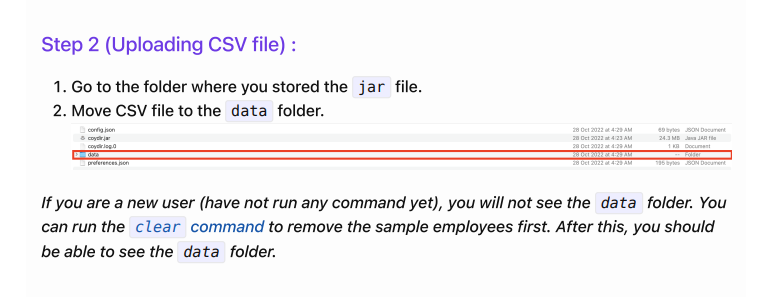 Step 2 (Uploading CSV file) :
1. Go to the folder where you stored the jar file.
2. Move CSV file to the data folder.
config.json 28 Oct 2022 at 4:29 AM 69 bytes JSON Document
coydir.jar 28 Oct 2022 at 4:23 AM 24.3 MB Java JAR file
coydir.log.0 28 Oct 2022 at 4:29 AM 1 KB Document
data 28 Oct 2022 at 4:29 AM -- Folder
preferences.json 28 Oct 2022 at 4:29 AM 195 bytes JSON Document
If you are a new user (have not run any command yet), you will not see the data folder. You
can run the clear command to remove the sample employees first. After this, you should
be able to see the data folder.